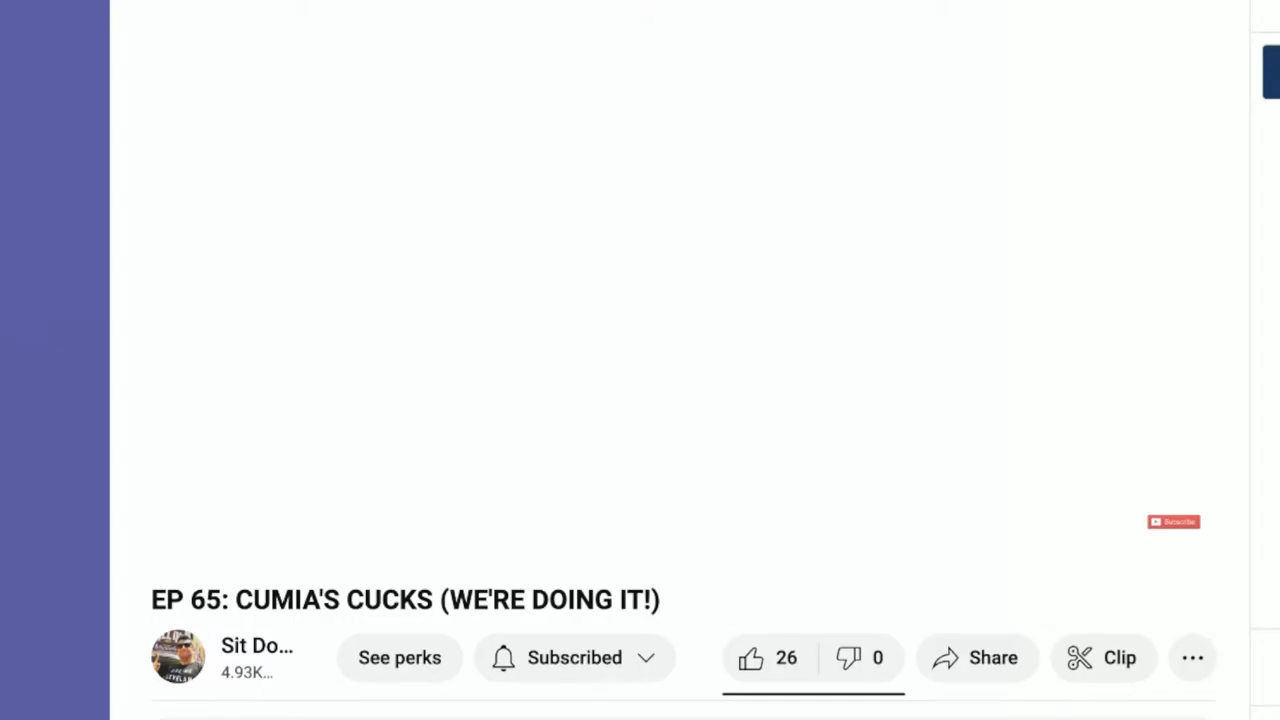 Subscribe
EP 65: CUMIA'S CUCKS (WE'RE DOING IT!)
Sit Do... See perks Subscribed 26 0 Share Clip
4.93K...